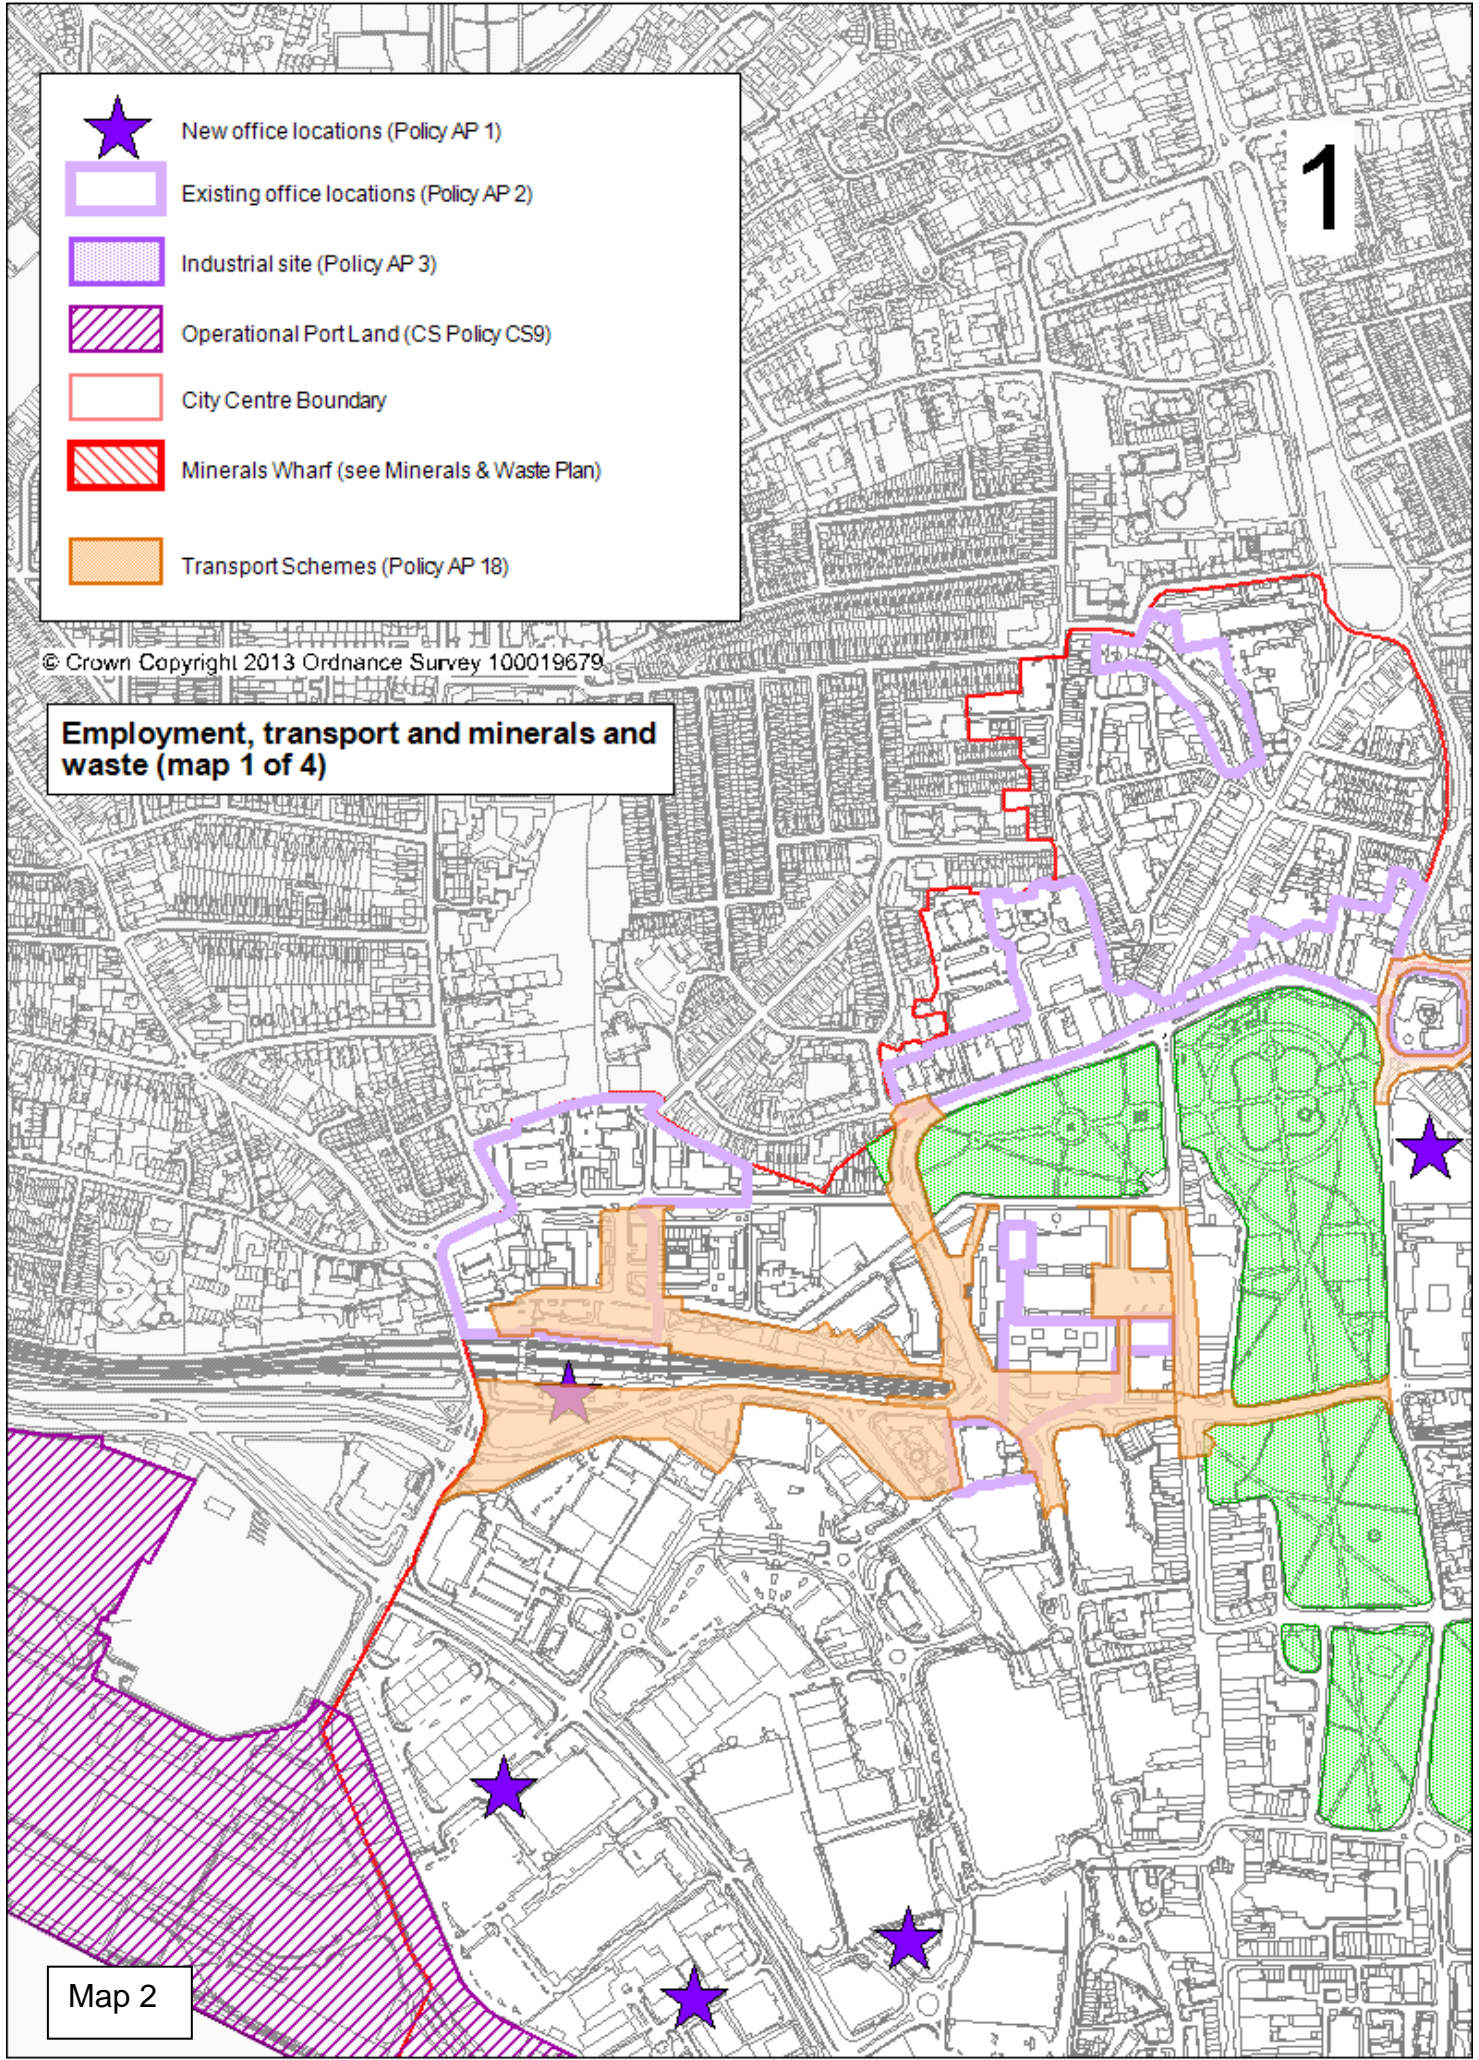 New office locations (Policy AP 1)
Existing office locations (Policy AP 2)
Industrial site (Policy AP 3)
Operational Port Land (CS Policy CS9)
City Centre Boundary
Minerals Wharf (see Minerals & Waste Plan)
Transport Schemes (Policy AP 18)
1
© Crown Copyright 2013 Ordnance Survey 100019679
Employment, transport and minerals and
waste (map 1 of 4)
Map 2